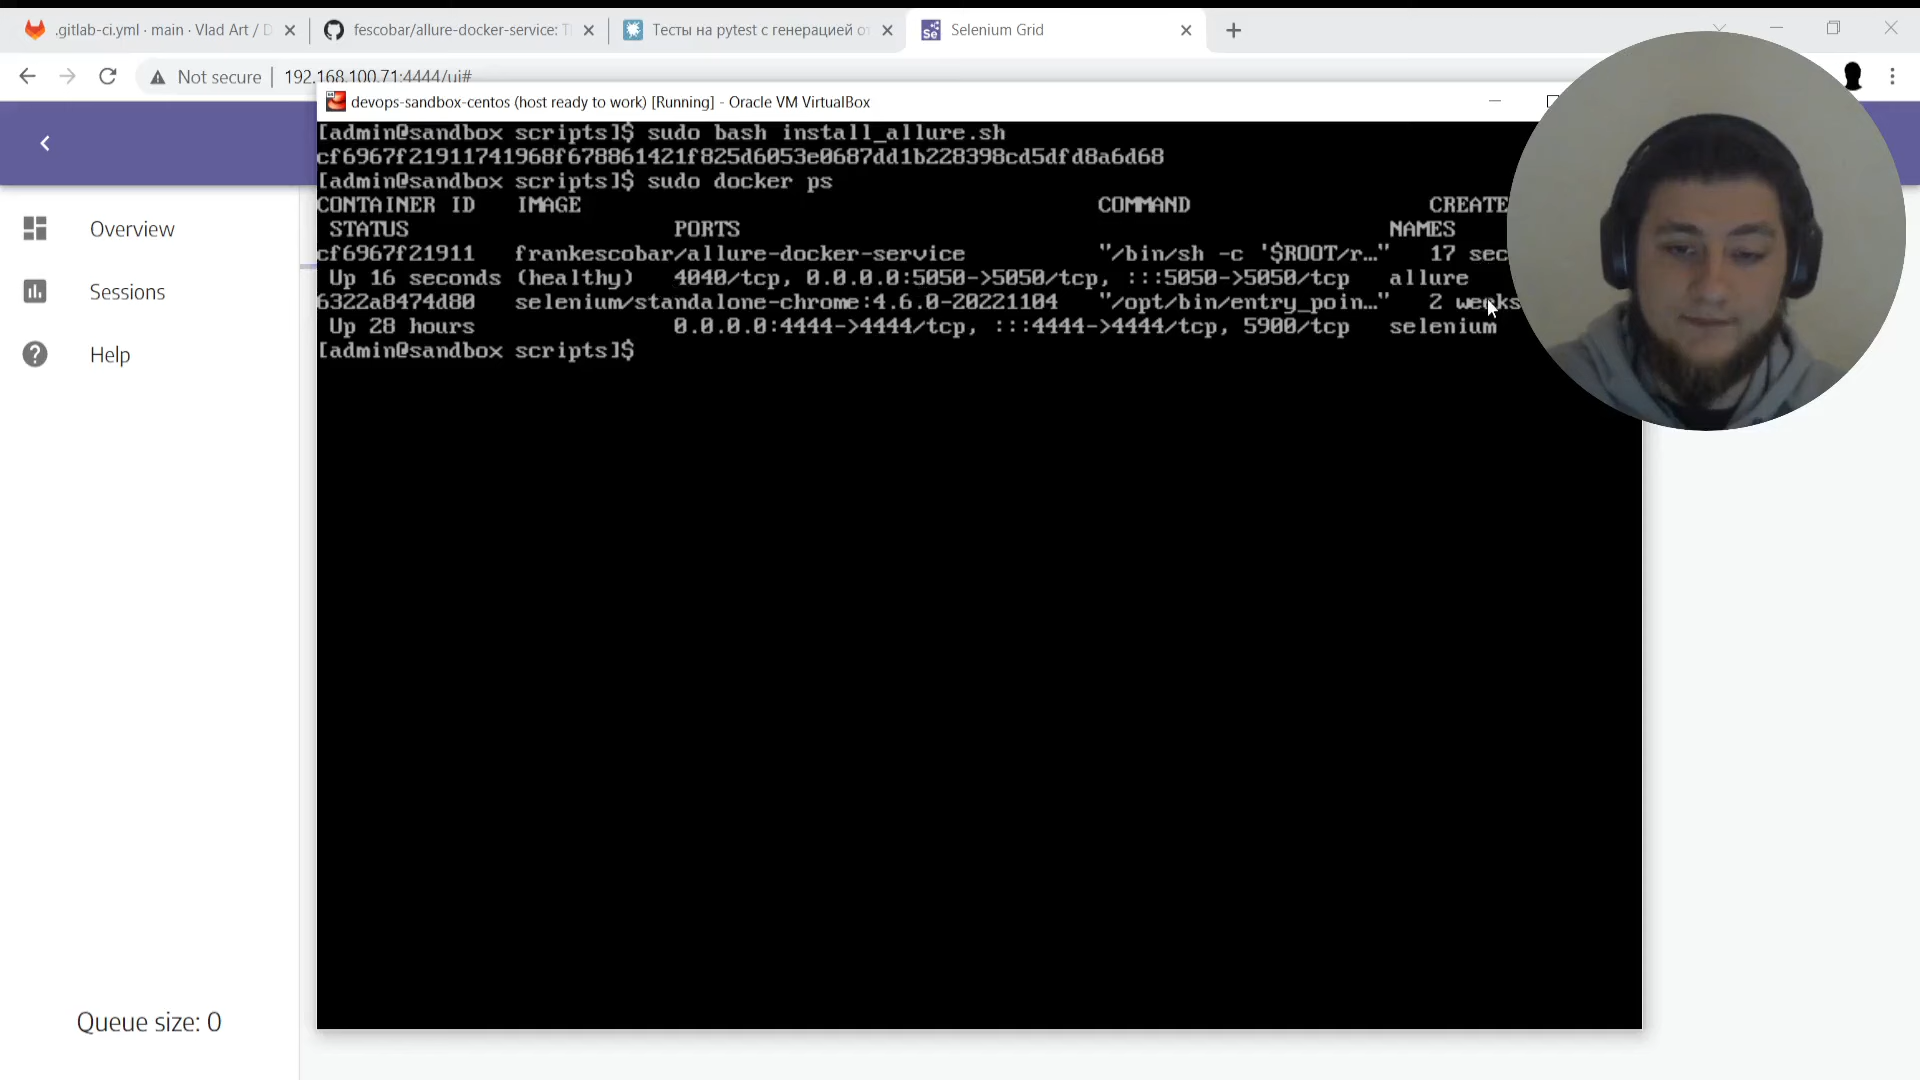 .gitlab-ci.yml · main · Vlad Art / D
fescobar/allure-docker-service: T
Тесты на pytest с генерацией от
Selenium Grid
Not secure
192.168.100.71:4444/ui#
devops-sandbox-centos (host ready to work) [Running] - Oracle VM VirtualBox
[admin@sandbox scripts]$ sudo bash install_allure.sh
cf6967f21911741968f678861421f825d6053e0687dd1b228398cd5dfd8a6d68
[admin@sandbox scripts]$ sudo docker ps
CONTAINER ID IMAGE COMMAND CREATE
STATUS PORTS NAMES
cf6967f21911 frankescobar/allure-docker-service "/bin/sh -c '$ROOT/r…" 17 sec
Up 16 seconds (healthy) 4040/tcp, 0.0.0.0:5050->5050/tcp, :::5050->5050/tcp allure
6322a8474d80 selenium/standalone-chrome:4.6.0-20221104 "/opt/bin/entry_poin…" 2 weeks
Up 28 hours 0.0.0.0:4444->4444/tcp, :::4444->4444/tcp, 5900/tcp selenium
[admin@sandbox scripts]$
Overview
Sessions
Help
Queue size: 0